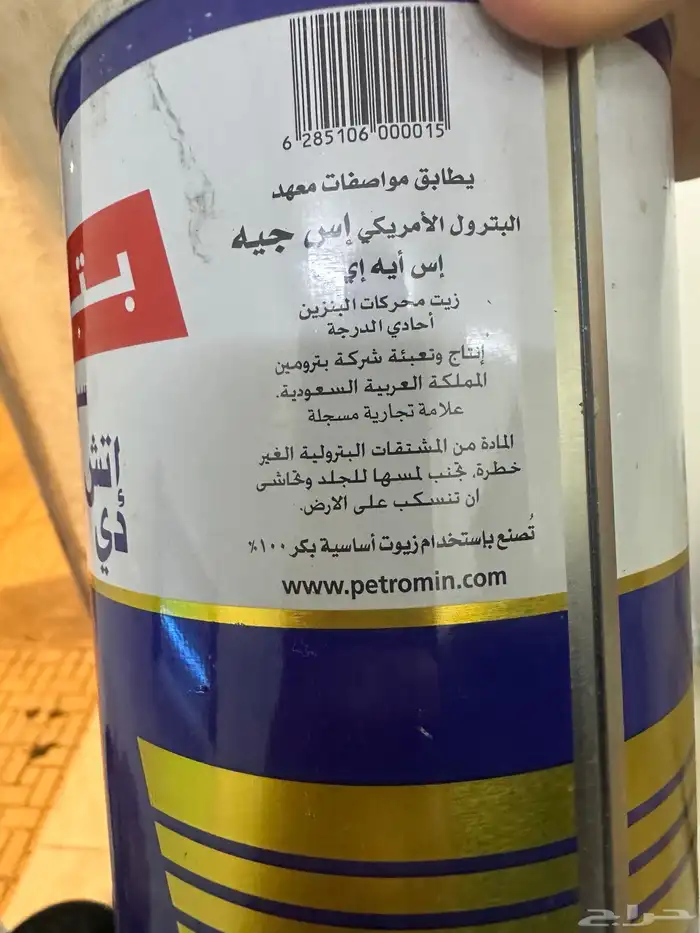 6 285106 000015
يطابق مواصفات معهد
البترول الأمريكي إس جيه
إس أيه إي
زيت محركات البنزين
أحادي الدرجة
إنتاج وتعبئة شركة بترومين
المملكة العربية السعودية.
علامة تجارية مسجلة
المادة من المشتقات البترولية الغير
خطرة، تجنب لمسها للجلد وتحاشى
ان تنسكب على الارض.
تُصنع بإستخدام زيوت أساسية بكر ١٠٠٪
www.petromin.com
إتش
دي
حراج